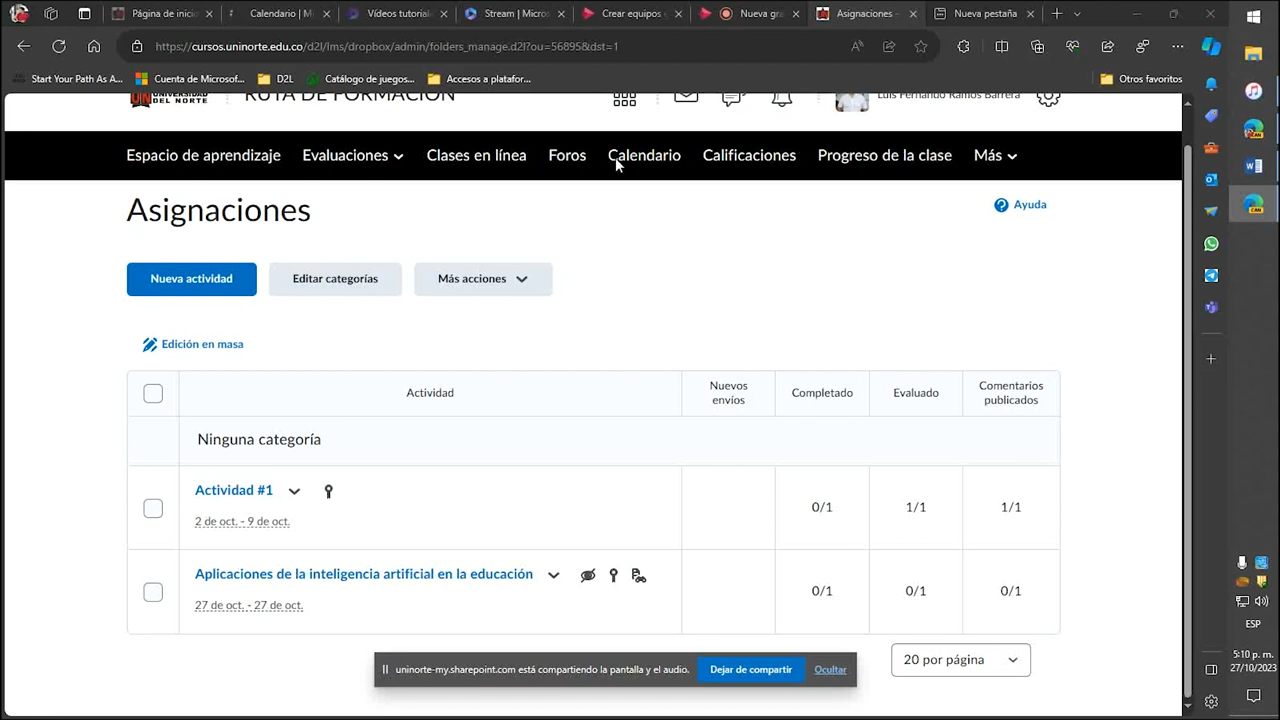 Página de inicio
Calendario | M
Vídeos tutorial
Stream | Micros
Crear equipos y
Nueva gra
Asignaciones -
Nueva pestaña
https://cursos.uninorte.edu.co/d2l/lms/dropbox/admin/folders_manage.d2l?ou=56895&dst=1
Start Your Path As A...
Cuenta de Microsof...
D2L
Catálogo de juegos...
Accesos a platafor...
Otros favoritos
UN UNIVERSIDAD DEL NORTE
RUTA DE FORMACIÓN
Luis Fernando Ramos Barrera
Espacio de aprendizaje
Evaluaciones
Clases en línea
Foros
Calendario
Calificaciones
Progreso de la clase
Más
Asignaciones
Ayuda
Nueva actividad
Editar categorías
Más acciones
Edición en masa
Actividad
Nuevos envíos
Completado
Evaluado
Comentarios publicados
Ninguna categoría
Actividad #1
2 de oct. - 9 de oct.
0/1
1/1
1/1
Aplicaciones de la inteligencia artificial en la educación
27 de oct. - 27 de oct.
0/1
0/1
0/1
20 por página
uninorte-my.sharepoint.com está compartiendo la pantalla y el audio.
Dejar de compartir
Ocultar
ESP
5:10 p. m.
27/10/2023